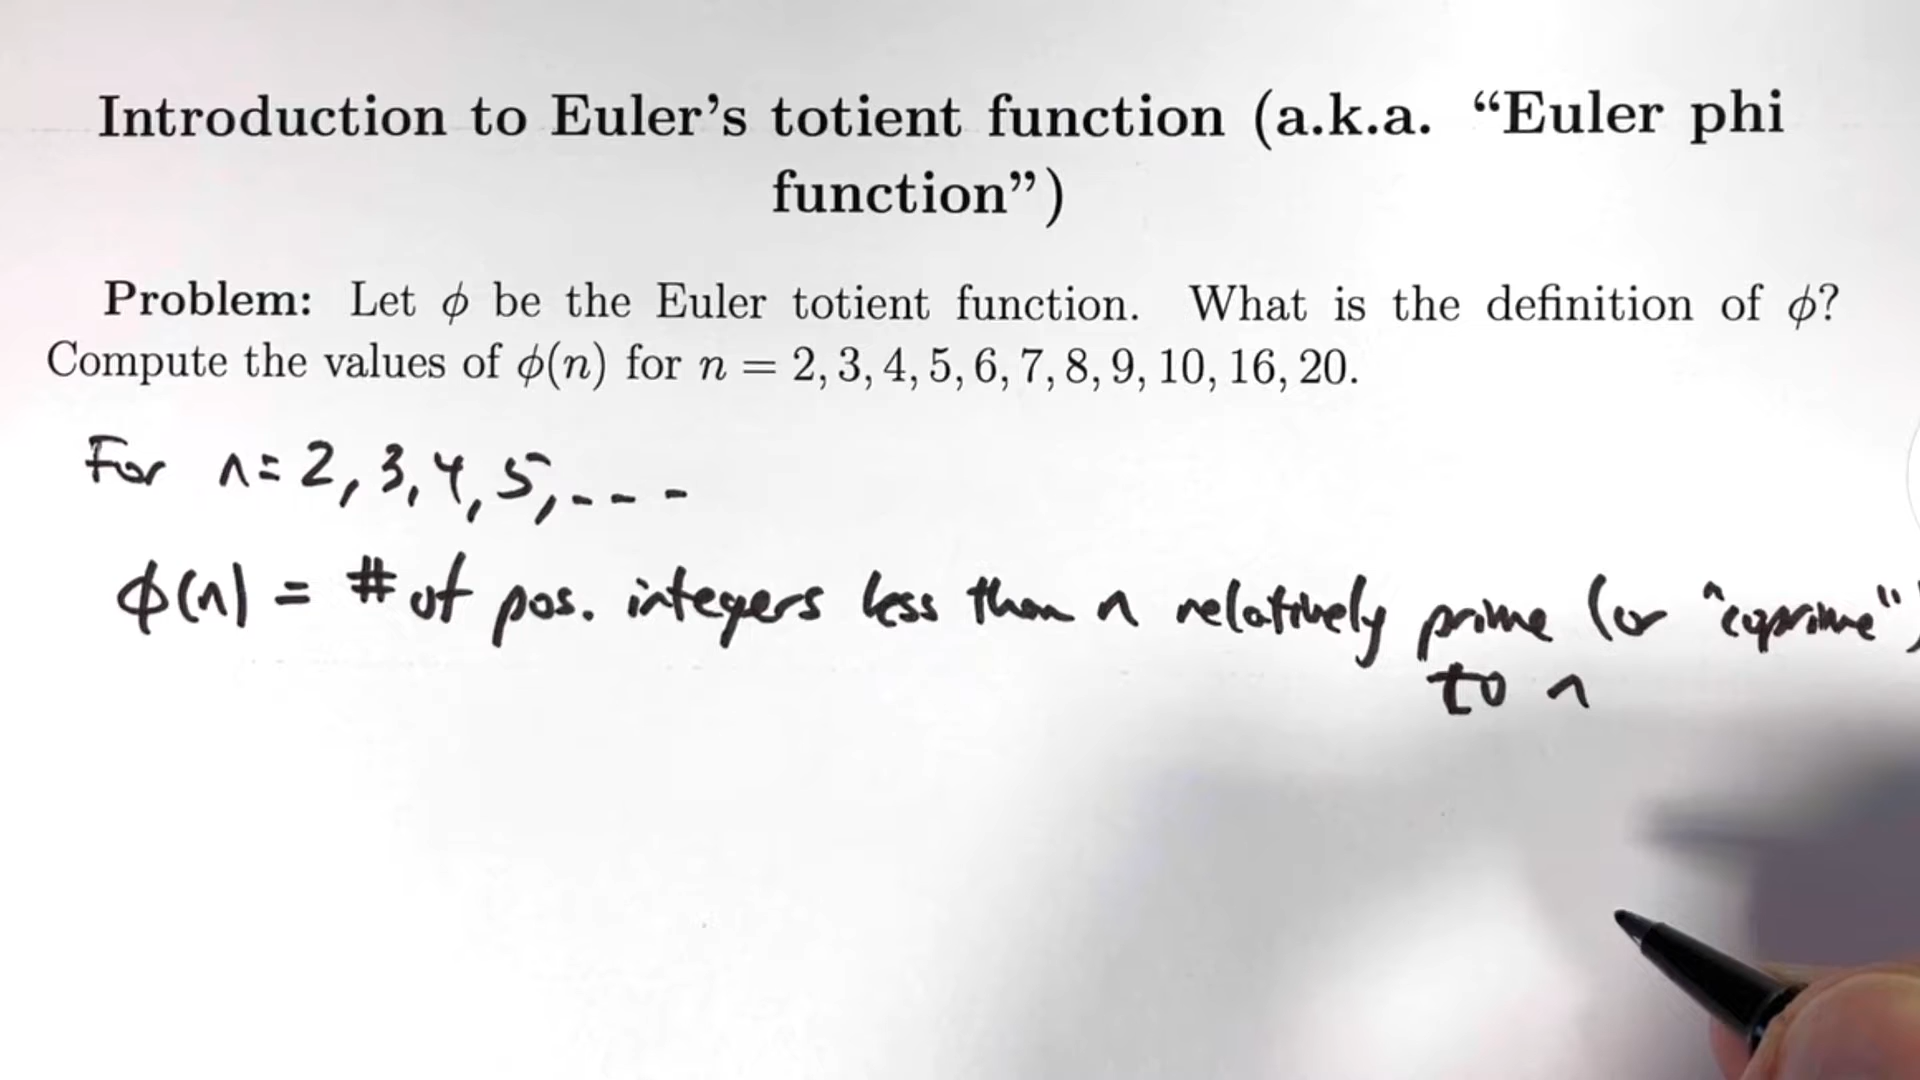 Introduction to Euler's totient function (a.k.a. “Euler phi
function”)
Problem: Let ϕ be the Euler totient function. What is the definition of ϕ?
Compute the values of ϕ(n) for n = 2, 3, 4, 5, 6, 7, 8, 9, 10, 16, 20.
For n = 2, 3, 4, 5, - - -
ϕ(n) = # of pos. integers less than n relatively prime (or "coprime")
to n